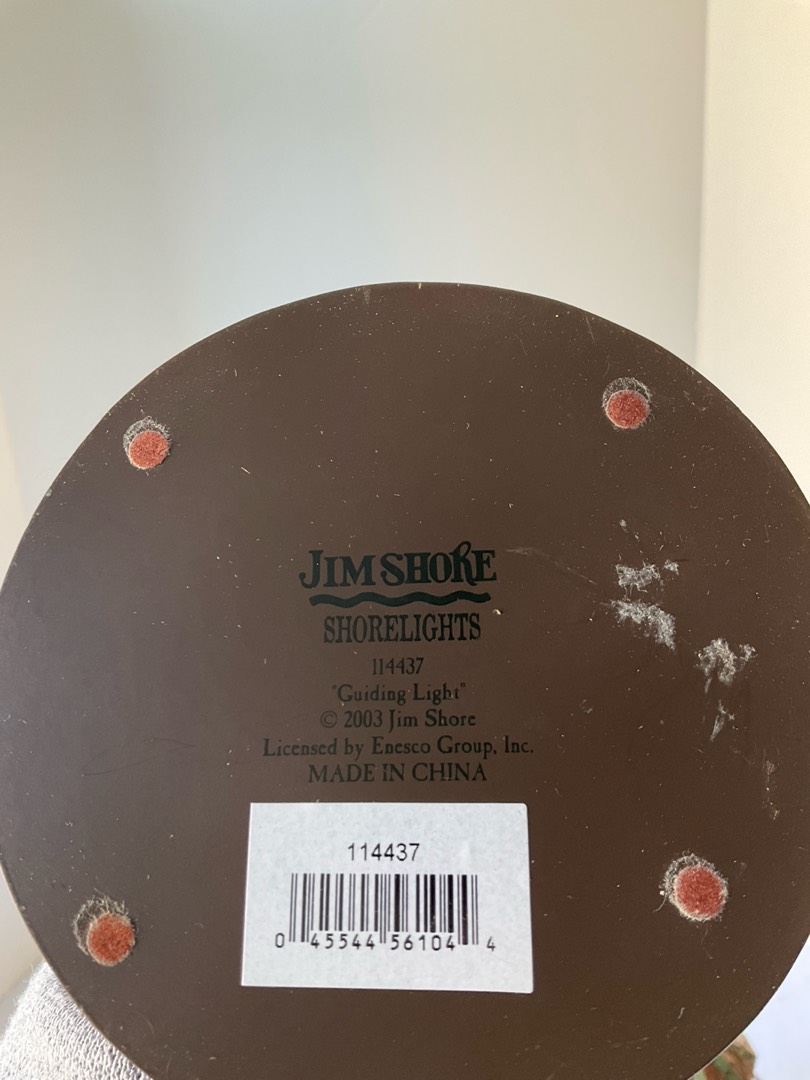 JIM SHORE
SHORELIGHTS
114437
"Guiding Light"
© 2003 Jim Shore
Licensed by Enesco Group, Inc.
MADE IN CHINA
114437
0 45544 56104 4